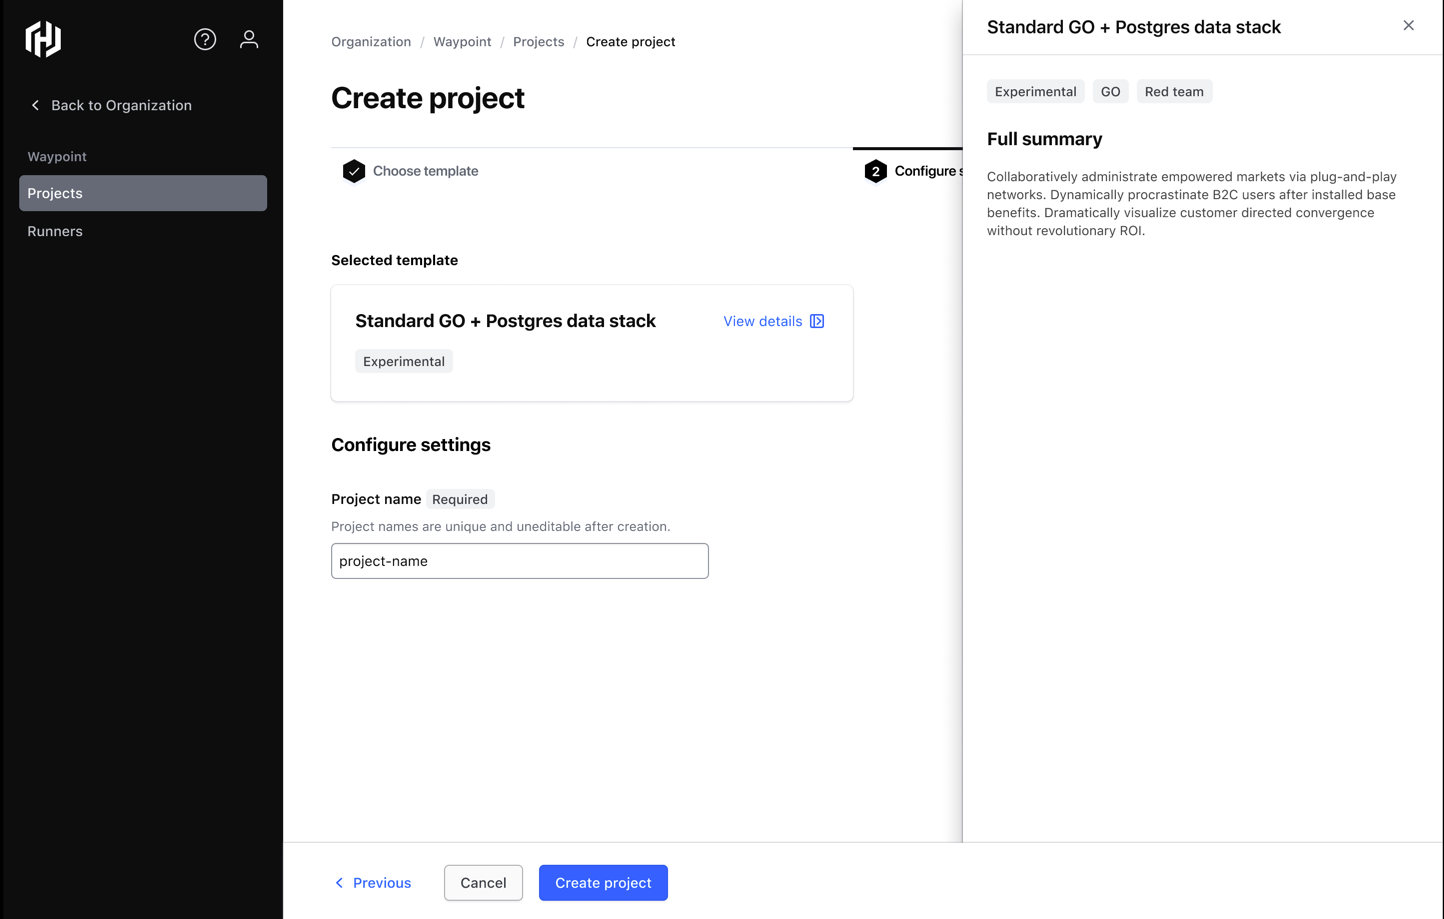 Back to Organization
Waypoint
Projects
Runners
Organization / Waypoint / Projects / Create project
Create project
Choose template
2 Configure s
Selected template
Standard GO + Postgres data stack
View details
Experimental
Configure settings
Project name Required
Project names are unique and uneditable after creation.
project-name
Previous
Cancel
Create project
Standard GO + Postgres data stack
Experimental GO Red team
Full summary
Collaboratively administrate empowered markets via plug-and-play
networks. Dynamically procrastinate B2C users after installed base
benefits. Dramatically visualize customer directed convergence
without revolutionary ROI.